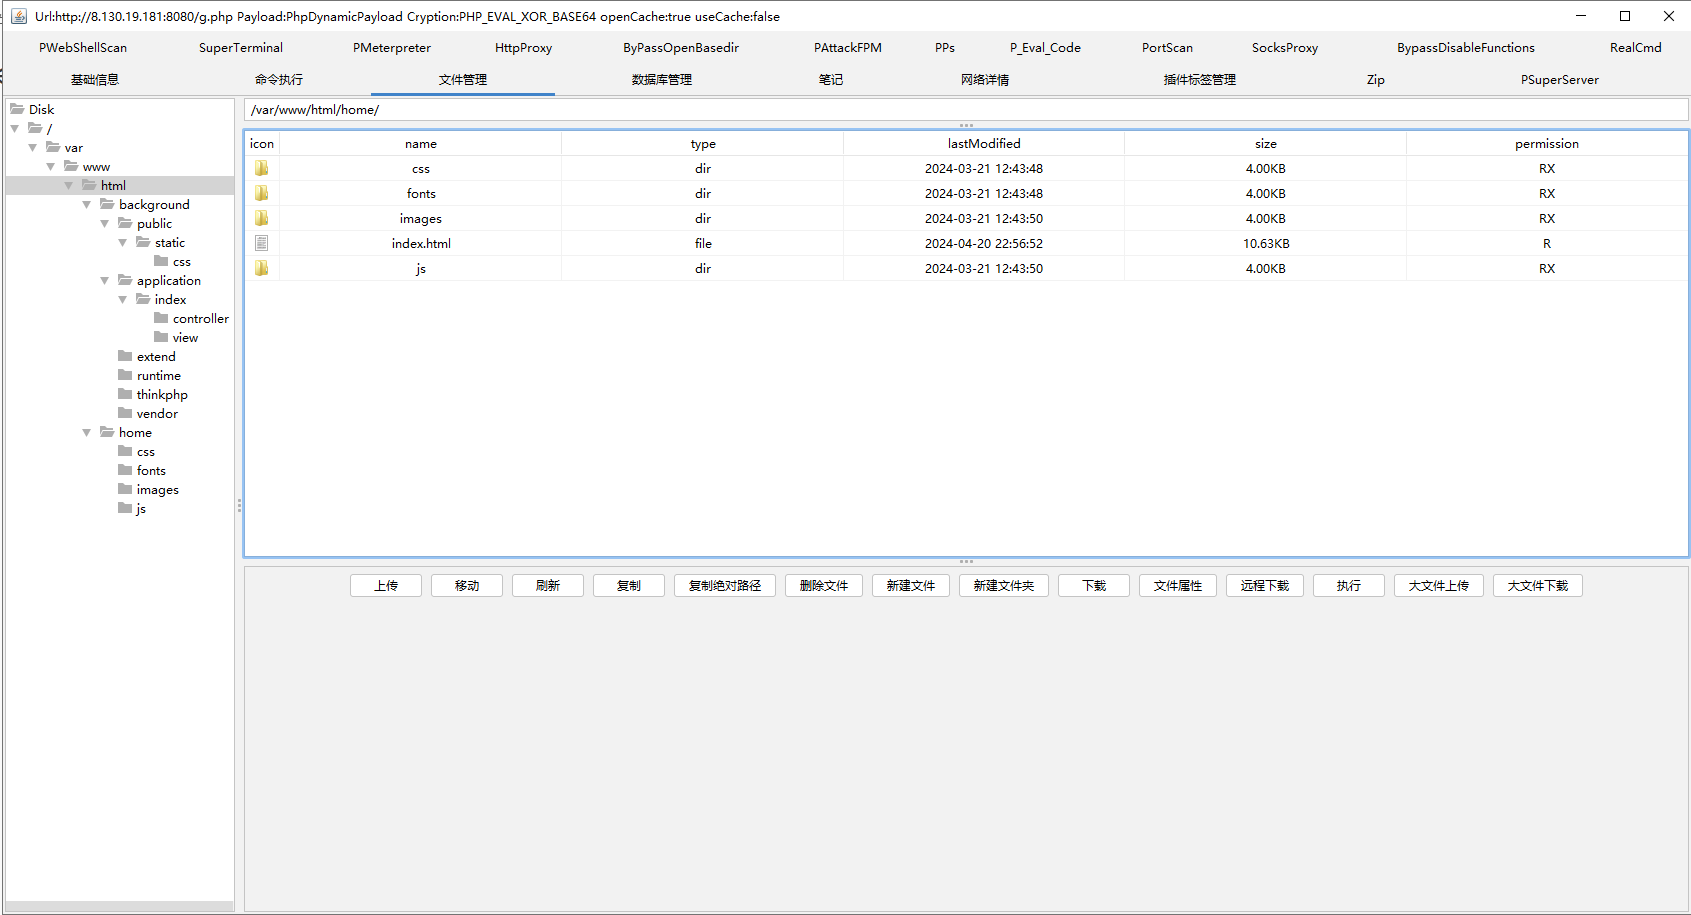 Url:http://8.130.19.181:8080/g.php Payload:PhpDynamicPayload Cryption:PHP_EVAL_XOR_BASE64 openCache:true useCache:false
PWebShellScan SuperTerminal PMeterpreter HttpProxy ByPassOpenBasedir PAttackFPM PPs P_Eval_Code PortScan SocksProxy BypassDisableFunctions RealCmd
基础信息 命令执行 文件管理 数据库管理 笔记 网络详情 插件标签管理 Zip PSuperServer
Disk
/
var
www
html
background
public
static
css
application
index
controller
view
extend
runtime
thinkphp
vendor
home
css
fonts
images
js
/var/www/html/home/
icon name type lastModified size permission
css dir 2024-03-21 12:43:48 4.00KB RX
fonts dir 2024-03-21 12:43:48 4.00KB RX
images dir 2024-03-21 12:43:50 4.00KB RX
index.html file 2024-04-20 22:56:52 10.63KB R
js dir 2024-03-21 12:43:50 4.00KB RX
上传 移动 刷新 复制 复制绝对路径 删除文件 新建文件 新建文件夹 下载 文件属性 远程下载 执行 大文件上传 大文件下载